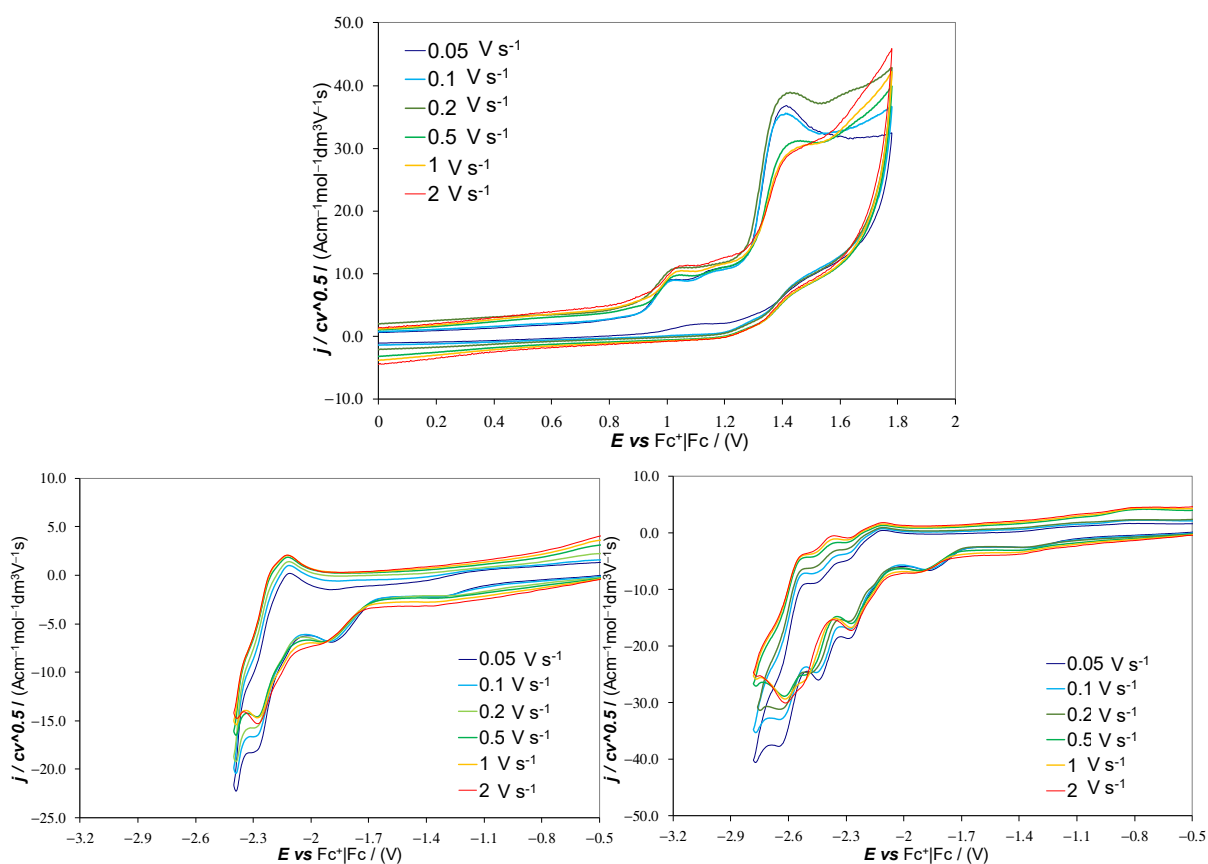 50.0
40.0
30.0
20.0
10.0
0.0
−10.0
j / cv^0.5 / (Acm−1mol−1dm3V−1s)
0.05 V s-1
0.1 V s-1
0.2 V s-1
0.5 V s-1
1 V s-1
2 V s-1
0 0.2 0.4 0.6 0.8 1 1.2 1.4 1.6 1.8 2
E vs Fc+|Fc / (V)
10.0
5.0
0.0
−5.0
−10.0
−15.0
−20.0
−25.0
j / cv^0.5 / (Acm−1mol−1dm3V−1s)
0.05 V s-1
0.1 V s-1
0.2 V s-1
0.5 V s-1
1 V s-1
2 V s-1
−3.2 −2.9 −2.6 −2.3 −2 −1.7 −1.4 −1.1 −0.8 −0.5
E vs Fc+|Fc / (V)
10.0
0.0
−10.0
−20.0
−30.0
−40.0
−50.0
j / cv^0.5 / (Acm−1mol−1dm3V−1s)
0.05 V s-1
0.1 V s-1
0.2 V s-1
0.5 V s-1
1 V s-1
2 V s-1
−3.2 −2.9 −2.6 −2.3 −2 −1.7 −1.4 −1.1 −0.8 −0.5
E vs Fc+|Fc / (V)